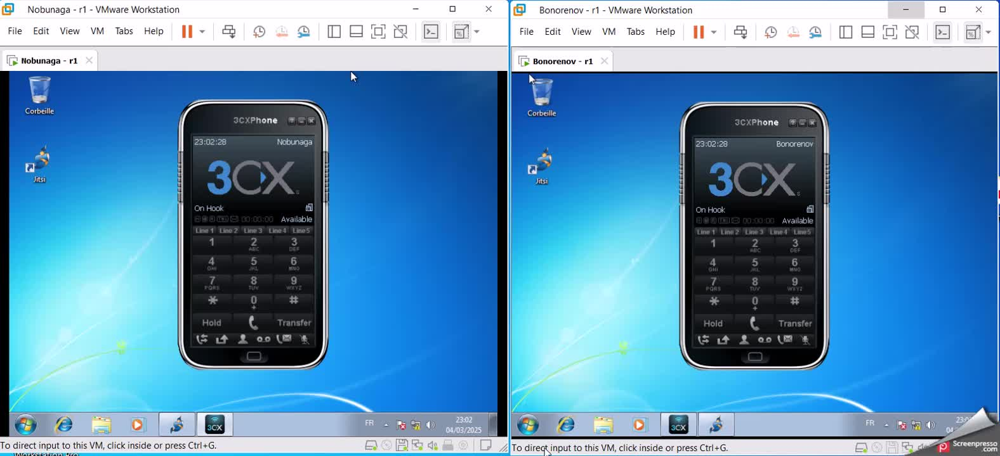 Nobunaga - r1 - VMware Workstation
File Edit View VM Tabs Help
Nobunaga - r1
Corbeille
Jitsi
3CXPhone
23:02:28 Nobunaga
3CX
On Hook
00:00:00 Available
Line 1 Line 2 Line 3 Line 4 Line 5
1 2 3
ABC DEF
4 5 6
GHI JKL MNO
7 8 9
PQRS TUV WXYZ
* 0 #
+
Hold Transfer
3CX
FR
23:02
04/03/2025
To direct input to this VM, click inside or press Ctrl+G.
Workstation Pro
Bonorenov - r1 - VMware Workstation
File Edit View VM Tabs Help
Bonorenov - r1
Corbeille
Jitsi
3CXPhone
23:02:28 Bonorenov
3CX
On Hook
00:00:00 Available
Line 1 Line 2 Line 3 Line 4 Line 5
1 2 3
ABC DEF
4 5 6
GHI JKL MNO
7 8 9
PQRS TUV WXYZ
* 0 #
+
Hold Transfer
3CX
FR
To direct input to this VM, click inside or press Ctrl+G.
Screenpresso
.com